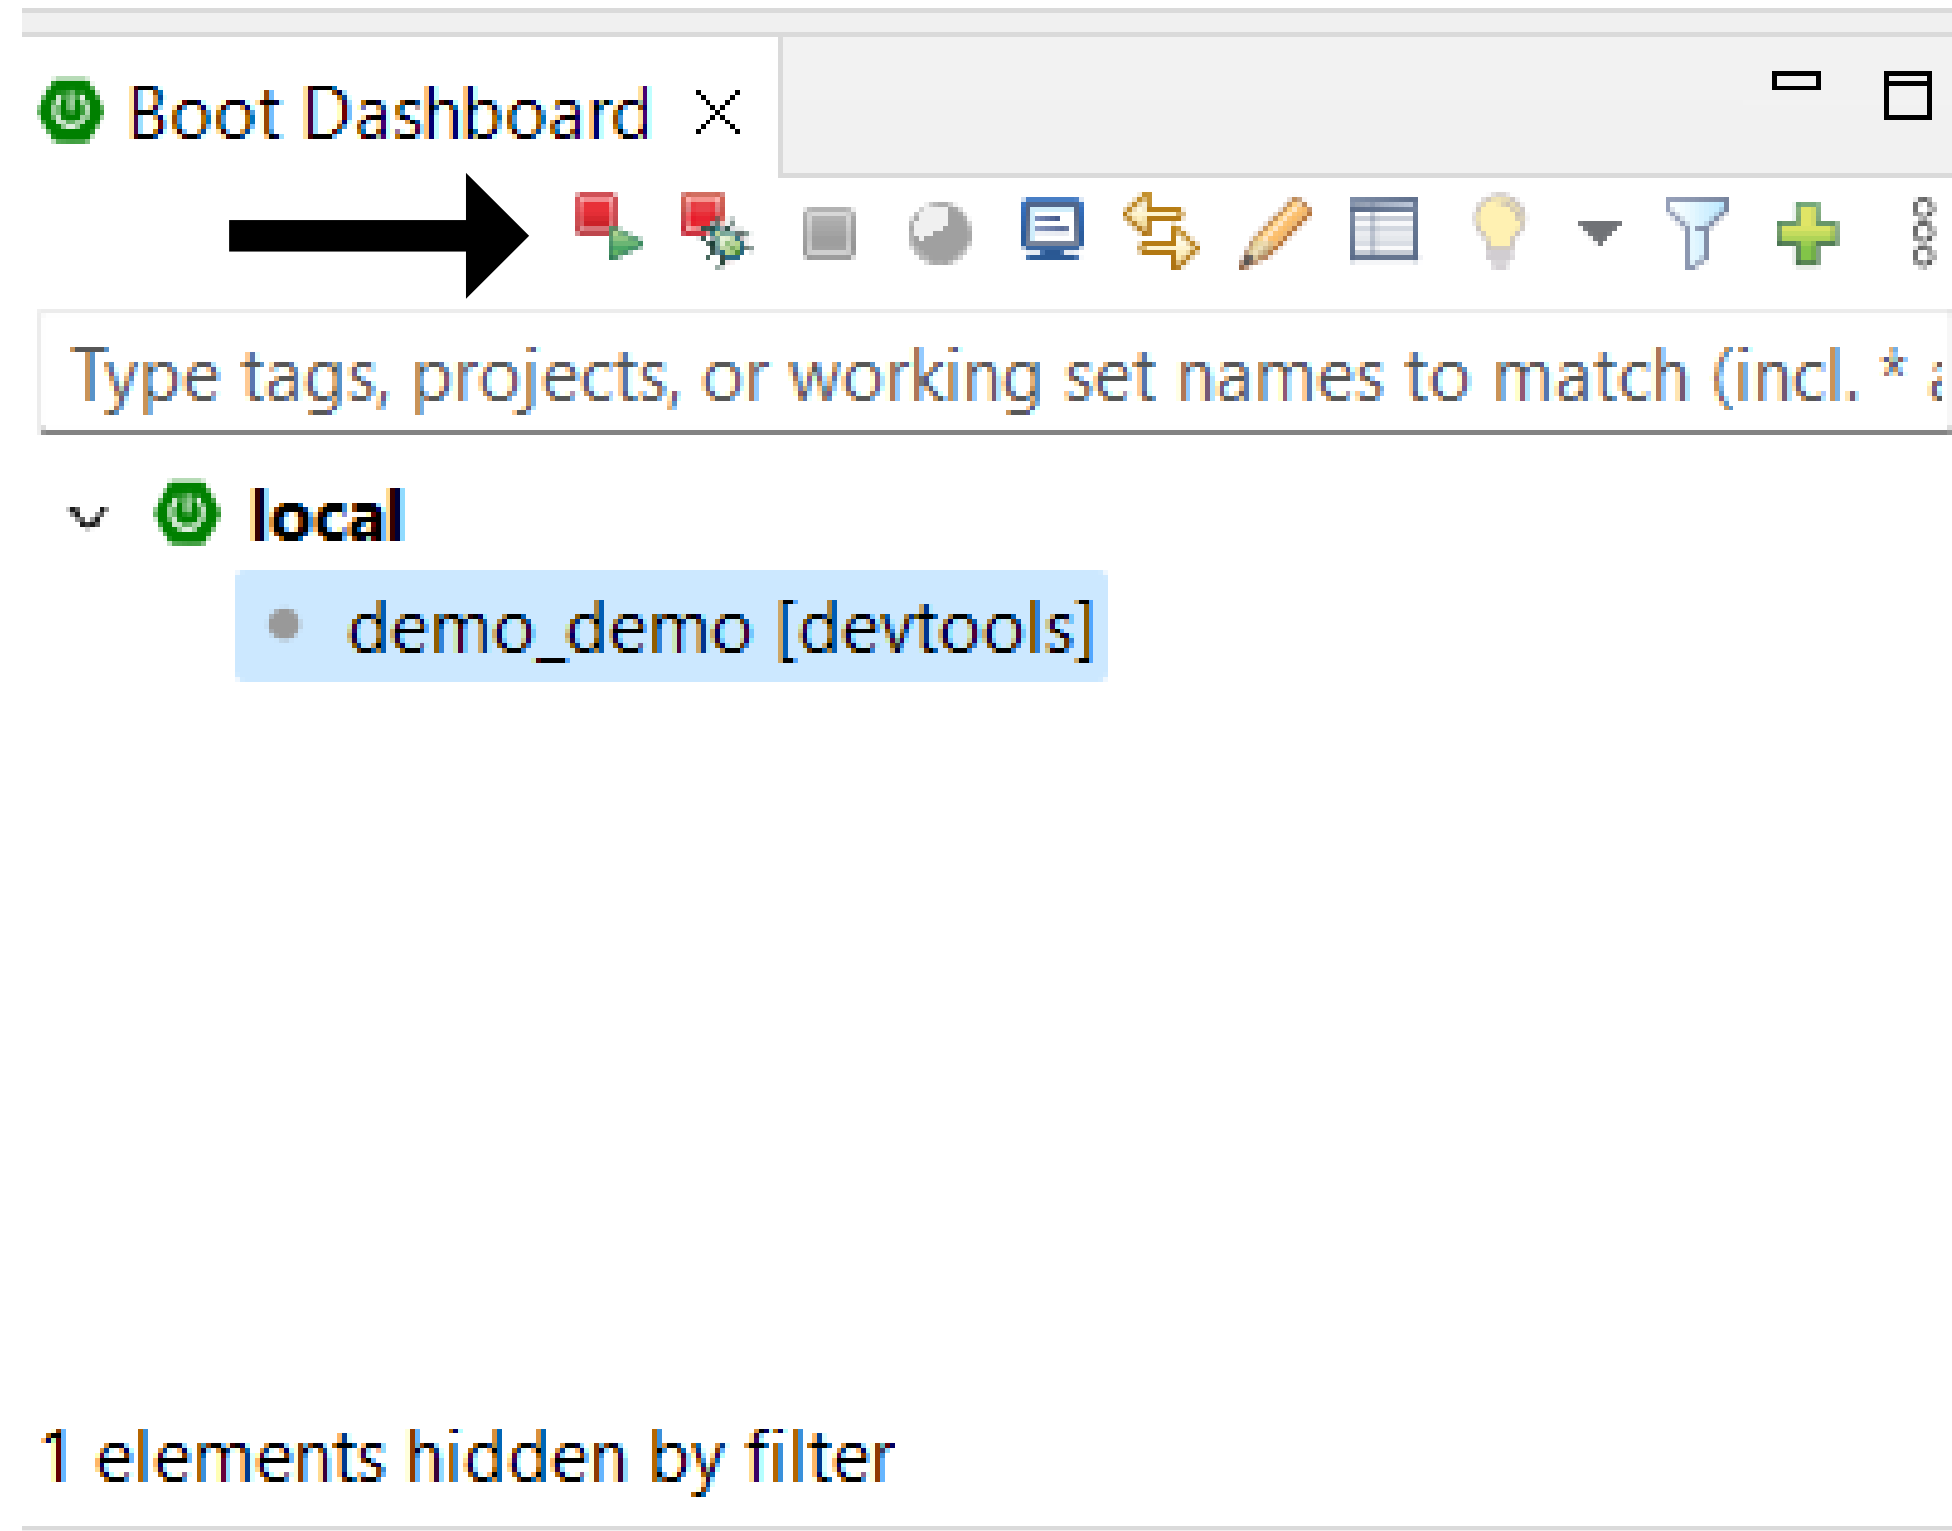 Boot Dashboard
Type tags, projects, or working set names to match (incl. *
local
demo_demo [devtools]
1 elements hidden by filter